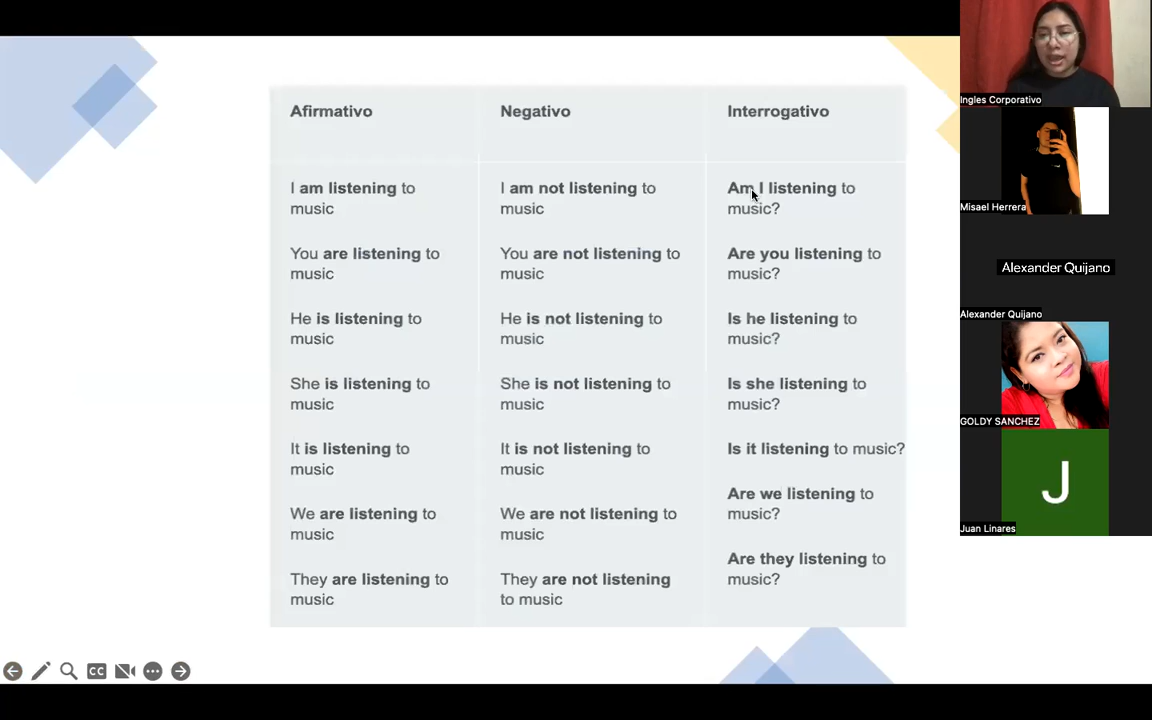 Afirmativo
Negativo
Interrogativo
I am listening to
music
I am not listening to
music
Am I listening to
music?
You are listening to
music
You are not listening to
music
Are you listening to
music?
He is listening to
music
He is not listening to
music
Is he listening to
music?
She is listening to
music
She is not listening to
music
Is she listening to
music?
It is listening to
music
It is not listening to
music
Is it listening to music?
We are listening to
music
We are not listening to
music
Are we listening to
music?
They are listening to
music
They are not listening
to music
Are they listening to
music?
CC
Ingles Corporativo
Misael Herrera
Alexander Quijano
Alexander Quijano
GOLDY SANCHEZ
J
Juan Linares